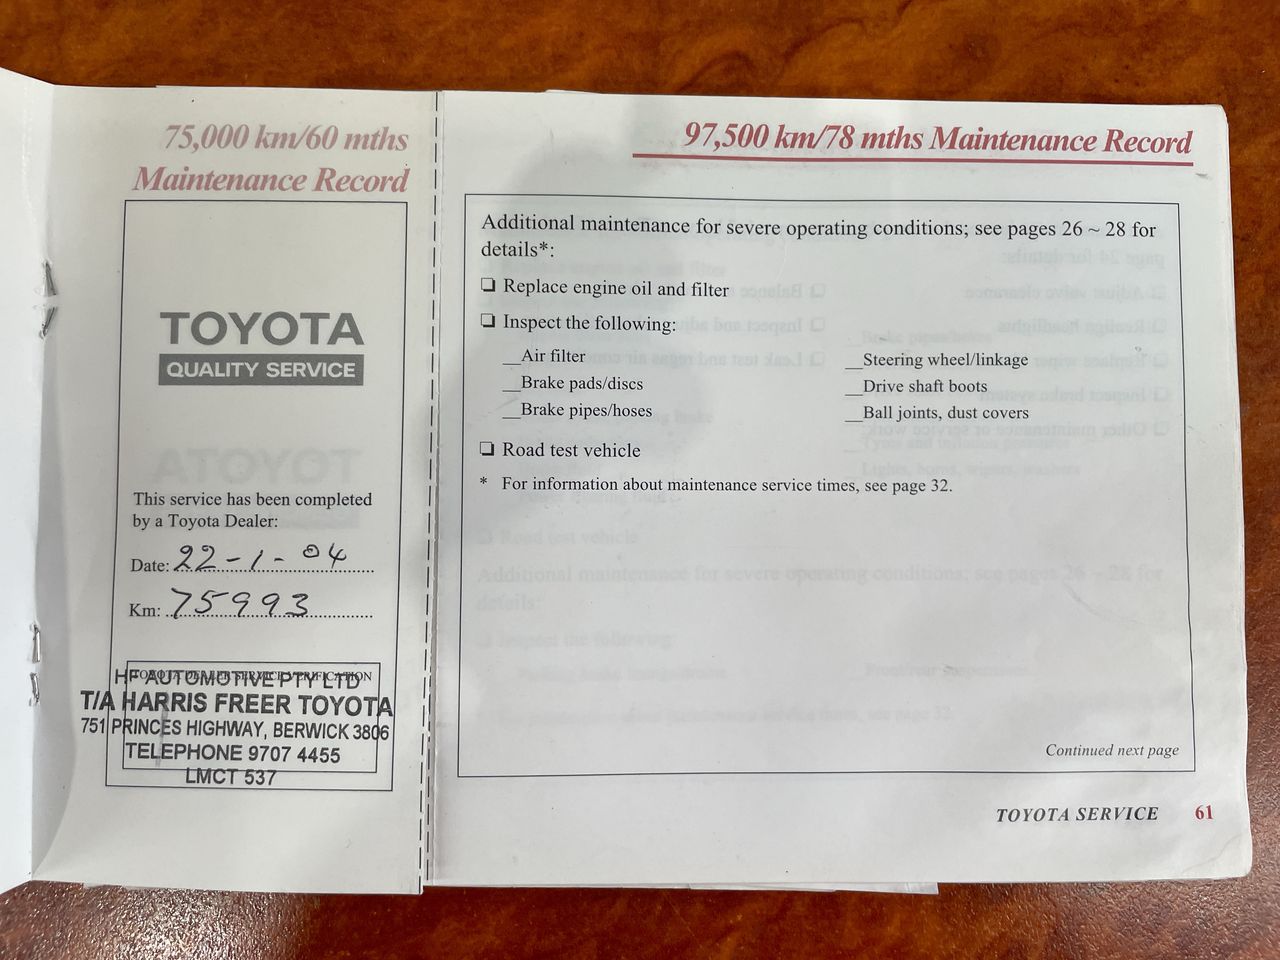 75,000 km/60 mths
Maintenance Record
TOYOTA
QUALITY SERVICE
This service has been completed
by a Toyota Dealer:
Date: 22-1-04
Km: 75993
TOYOTA DEALER SERVICE VERIFICATION
HF AUTOMOTIVE PTY LTD
T/A HARRIS FREER TOYOTA
751 PRINCES HIGHWAY, BERWICK 3806
TELEPHONE 9707 4455
LMCT 537
97,500 km/78 mths Maintenance Record
Additional maintenance for severe operating conditions; see pages 26 ~ 28 for
details*:
❏ Replace engine oil and filter
❏ Inspect the following:
__Air filter
__Brake pads/discs
__Brake pipes/hoses
__Steering wheel/linkage
__Drive shaft boots
__Ball joints, dust covers
❏ Road test vehicle
* For information about maintenance service times, see page 32.
Continued next page
TOYOTA SERVICE 61